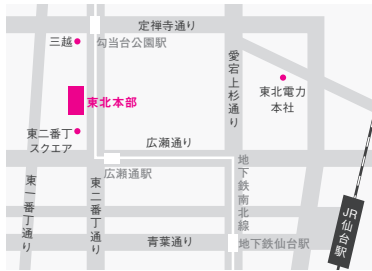 定禅寺通り
三越
勾当台公園駅
愛宕上杉通り
東北電力
本社
東北本部
東二番丁
スクエア
広瀬通り
広瀬通駅
地下鉄南北線
東一番丁通り
東二番丁通り
青葉通り
地下鉄仙台駅
JR仙台駅